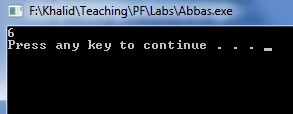 F:\Khalid\Teaching\PF\Labs\Abbas.exe
6
Press any key to continue . . . _